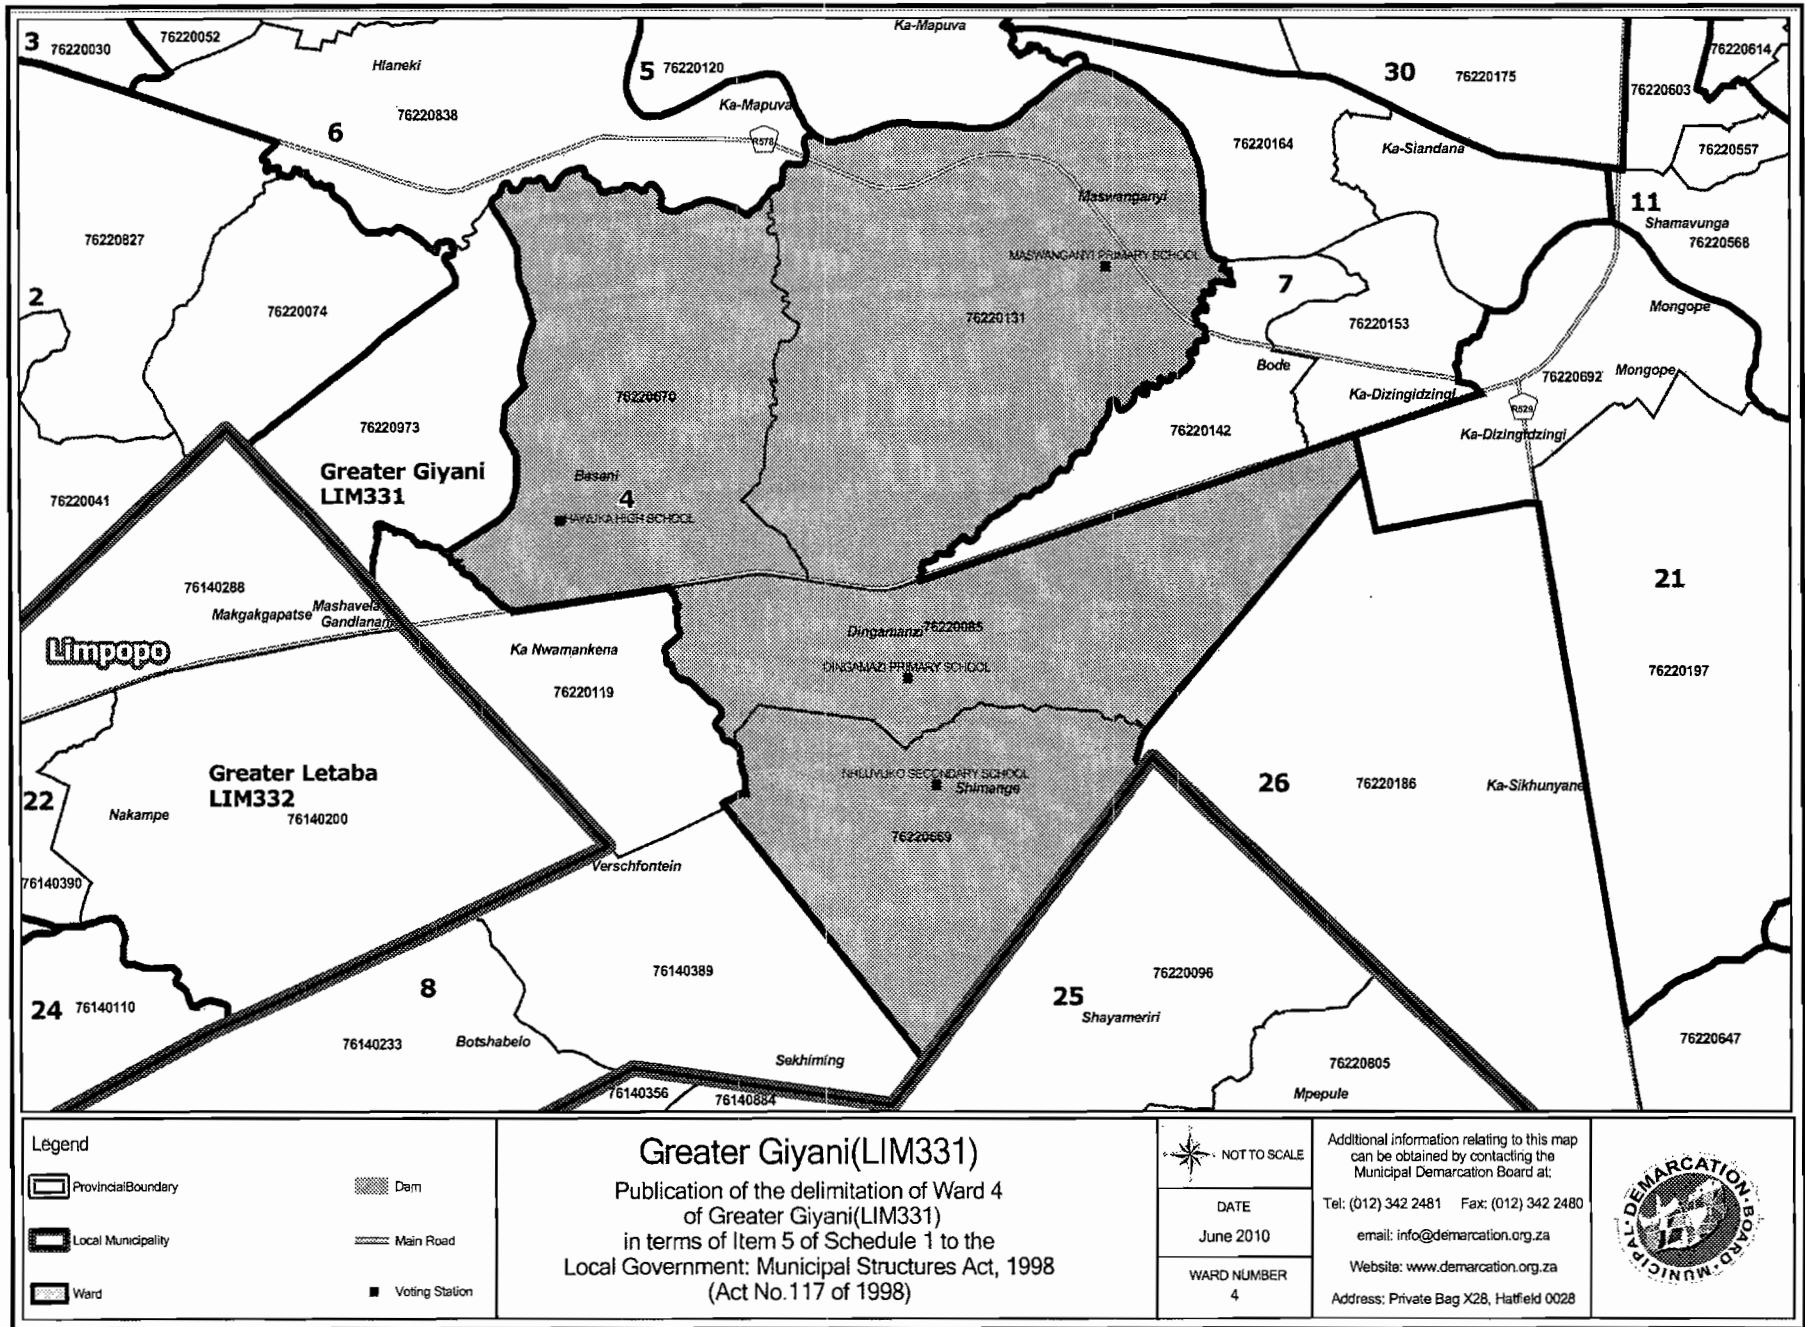 3
76220030
76220052
Hlaneki
76220838
6
5
76220120
Ka-Mapuva
Ka-Mapuva
R578
30
76220175
76220614
76220603
76220557
76220164
Ka-Siandana
11
Shamavunga
76220568
76220827
2
76220074
Maswanganyi
MASWANGANYI PRIMARY SCHOOL
76220131
7
76220153
Mongope
Bode
Ka-Dizingidzingi
76220692
Mongope
R529
Ka-Dizingidzingi
76220142
76220670
76220973
Greater Giyani
LIM331
Basani
4
HAWUKA HIGH SCHOOL
76220041
76140288
Makgakgapatse
Mashavela
Gandlanani
Limpopo
Ka Nwamankena
76220119
Dingamanzi
76220085
DINGAMAZI PRIMARY SCHOOL
21
76220197
Greater Letaba
LIM332
76140200
22
Nakampe
NHLUVUKO SECONDARY SCHOOL
Shimange
76220669
26
76220186
Ka-Sikhunyane
76140390
Verschfontein
24
76140110
8
76140389
76140233
Botshabelo
Sekhiming
76140356
76140884
25
76220096
Shayameriri
76220805
Mpepule
76220647
Legend
ProvincialBoundary
Local Municipality
Ward
Dam
Main Road
Voting Station
Greater Giyani(LIM331)
Publication of the delimitation of Ward 4
of Greater Giyani(LIM331)
in terms of Item 5 of Schedule 1 to the
Local Government: Municipal Structures Act, 1998
(Act No.117 of 1998)
NOT TO SCALE
DATE
June 2010
WARD NUMBER
4
Additional information relating to this map
can be obtained by contacting the
Municipal Demarcation Board at:
Tel: (012) 342 2481 Fax: (012) 342 2480
email: info@demarcation.org.za
Website: www.demarcation.org.za
Address: Private Bag X28, Hatfield 0028
MUNICIPAL DEMARCATION BOARD